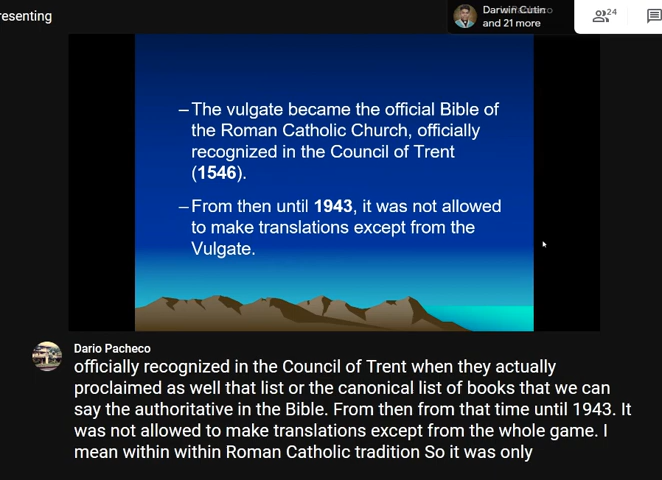 resenting
Darwin
and 21 more
24
– The vulgate became the official Bible of
the Roman Catholic Church, officially
recognized in the Council of Trent
(1546).
– From then until 1943, it was not allowed
to make translations except from the
Vulgate.
Dario Pacheco
officially recognized in the Council of Trent when they actually
proclaimed as well that list or the canonical list of books that we can
say the authoritative in the Bible. From then from that time until 1943. It
was not allowed to make translations except from the whole game. I
mean within within Roman Catholic tradition So it was only